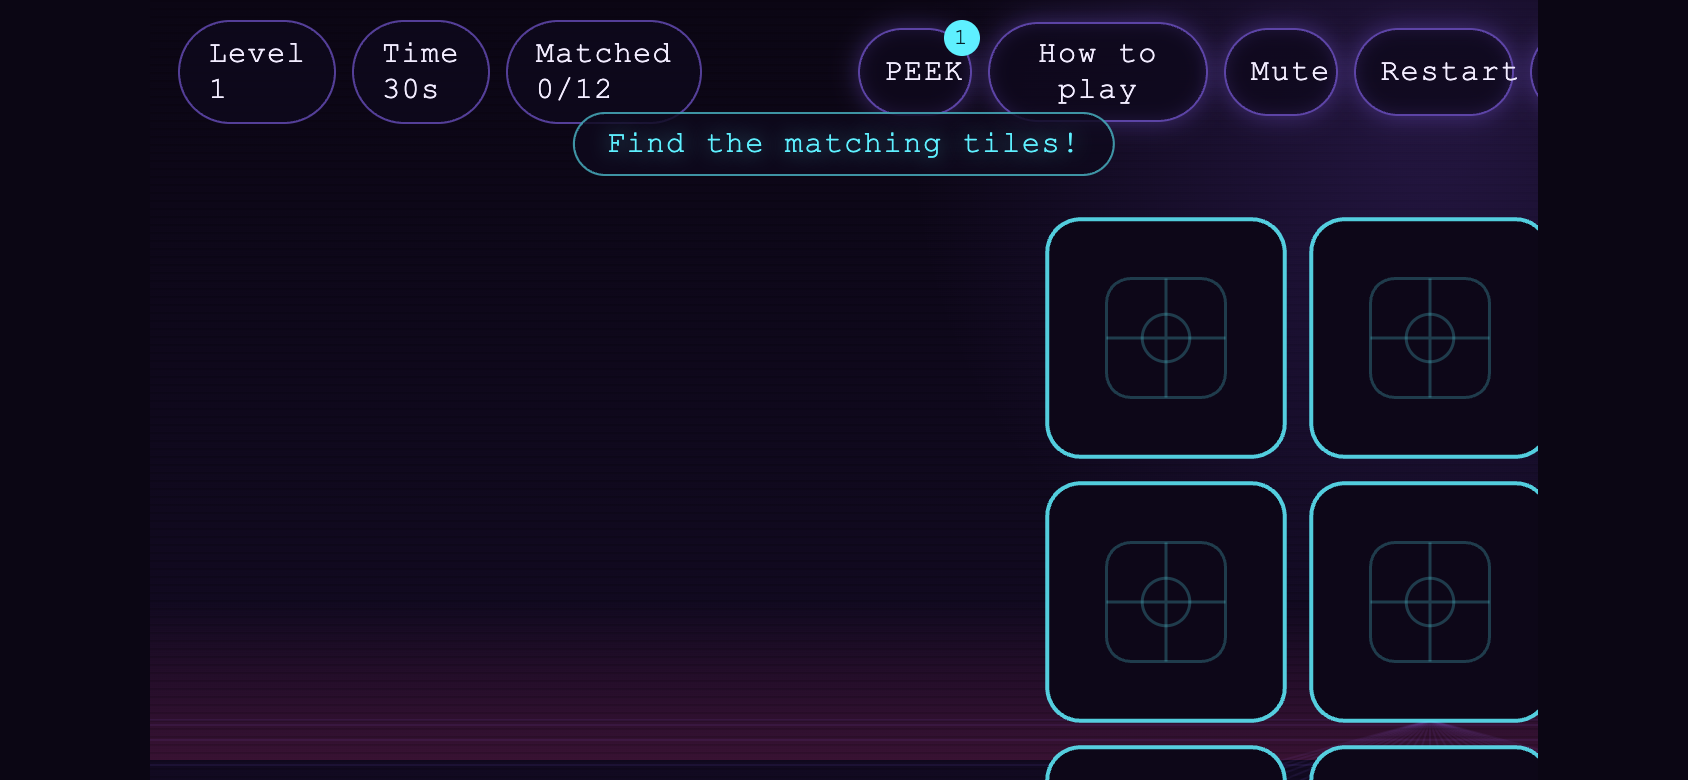 Level
1
Time
30s
Matched
0/12
PEEK
1
How to
play
Mute
Restart
Find the matching tiles!